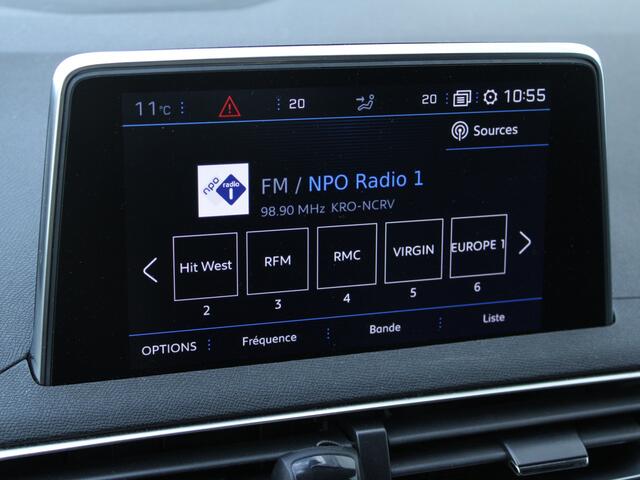 11°C 20 20 10:55
Sources
npo radio 1
FM / NPO Radio 1
98.90 MHz KRO-NCRV
Hit West RFM RMC VIRGIN EUROPE 1
2 3 4 5 6
OPTIONS Fréquence Bande Liste